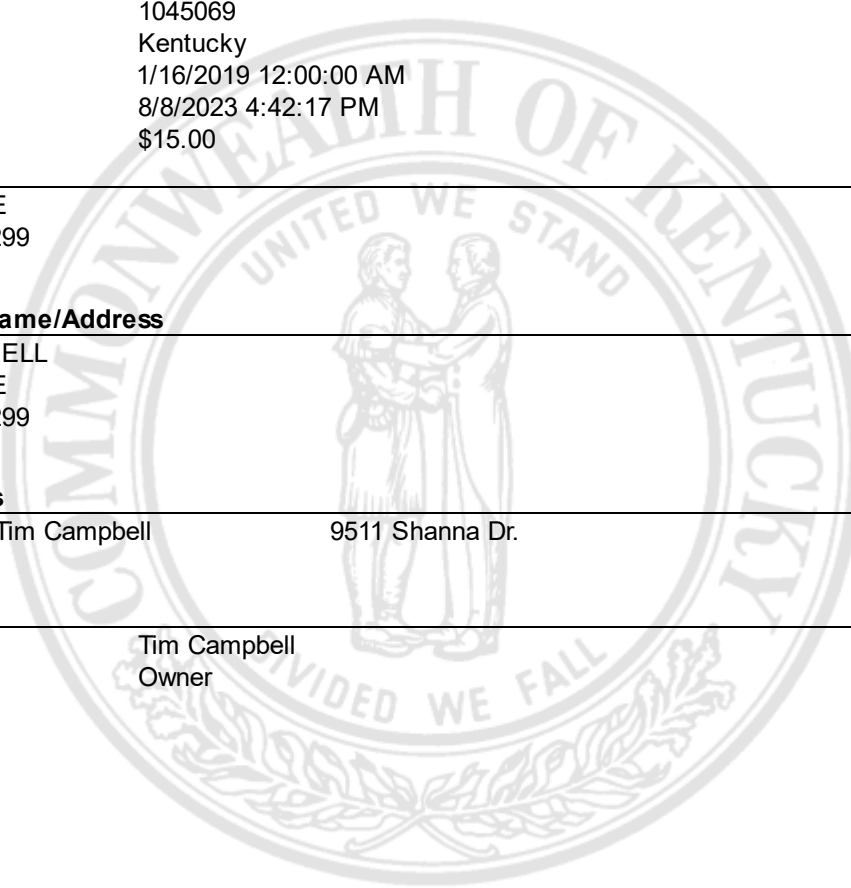 1045069
Kentucky
1/16/2019 12:00:00 AM
8/8/2023 4:42:17 PM
$15.00
E
299
ame/Address
ELL
E
299
s
Tim Campbell 9511 Shanna Dr.
Tim Campbell
Owner
COMMONWEALTH OF KENTUCKY
UNITED WE STAND
DIVIDED WE FALL